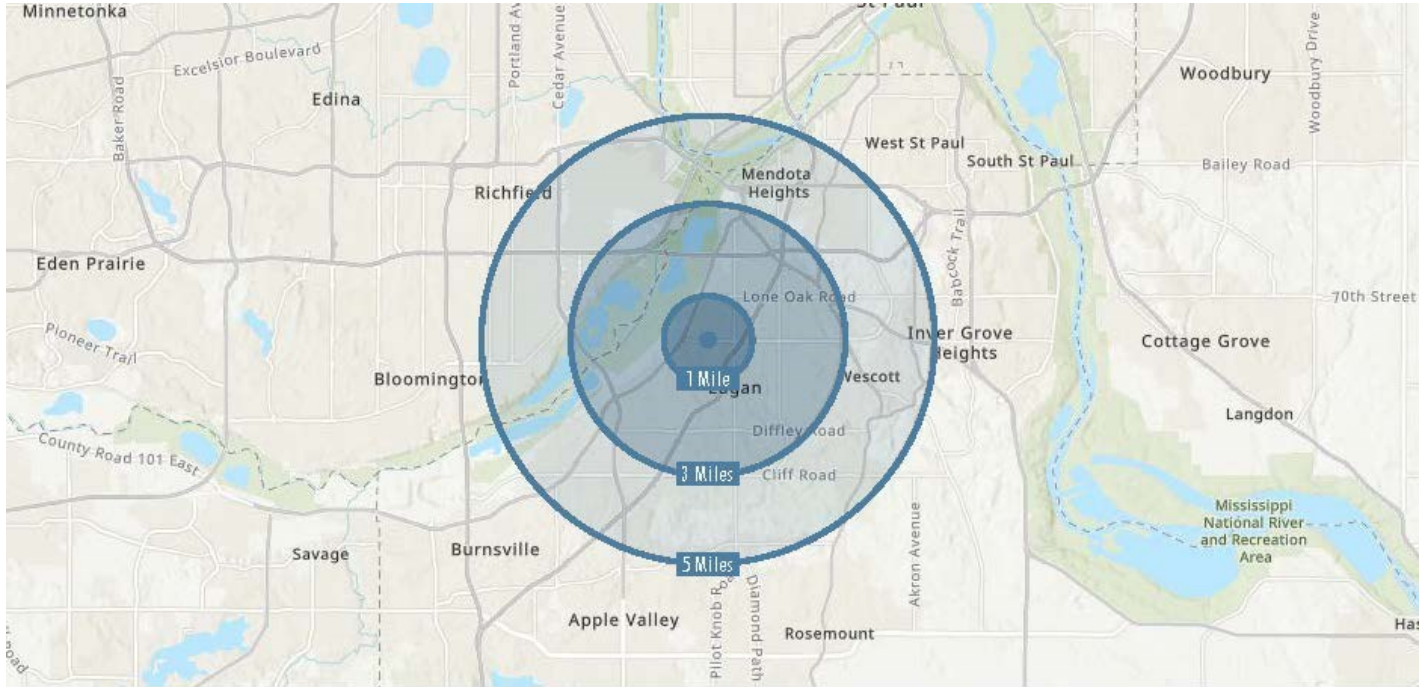 Minnetonka
St Paul
Excelsior Boulevard
Portland Av
Cedar Avenue
Woodbury Drive
Woodbury
Baker Road
Edina
West St Paul
South St Paul
Bailey Road
Mendota
Heights
Richfield
Babcock Trail
Eden Prairie
Lone Oak Road
70th Street
Pioneer Trail
Inver Grove
Heights
Cottage Grove
Bloomington
1 Mile
Wescott
Eagan
Langdon
Diffley Road
County Road 101 East
3 Miles
Cliff Road
Mississippi
National River
and Recreation
Area
Akron Avenue
Savage
Burnsville
5 Miles
Pilot Knob Roa
Diamond Path
Apple Valley
Rosemount
Has
road